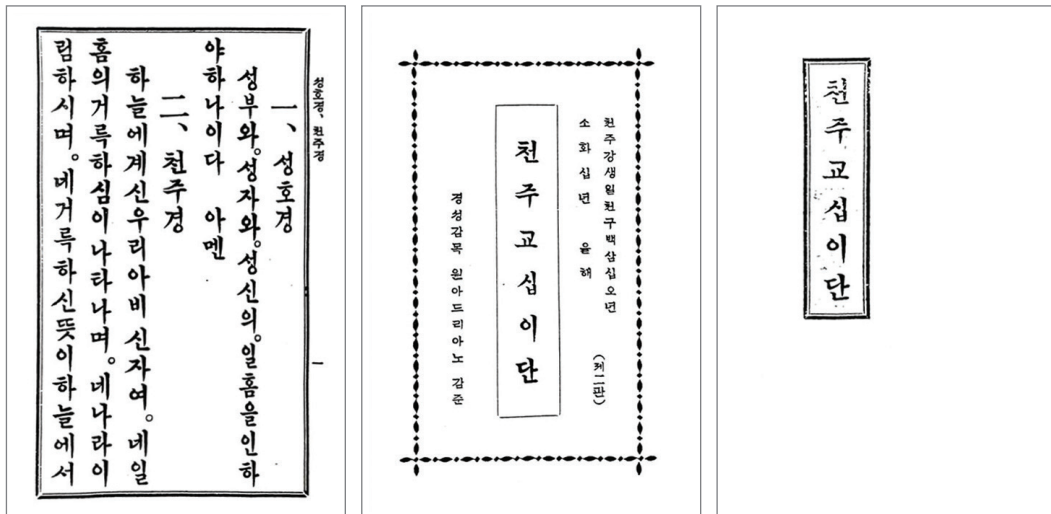 천주교십이단
천주강생일천구백삼십오년
소화십년 을해
(제二판)
천주교십이단
경성감목 원아드리아노 감준
성호경, 천주경
一
一、성호경
성부와。성자와。성신의。일홈을인하
야하나이다 아멘
二、천주경
하늘에계신우리아비신자여。네일
홈의거륵하심이나타나며。네나라이
림하시며。네거륵하신뜻이하늘에서